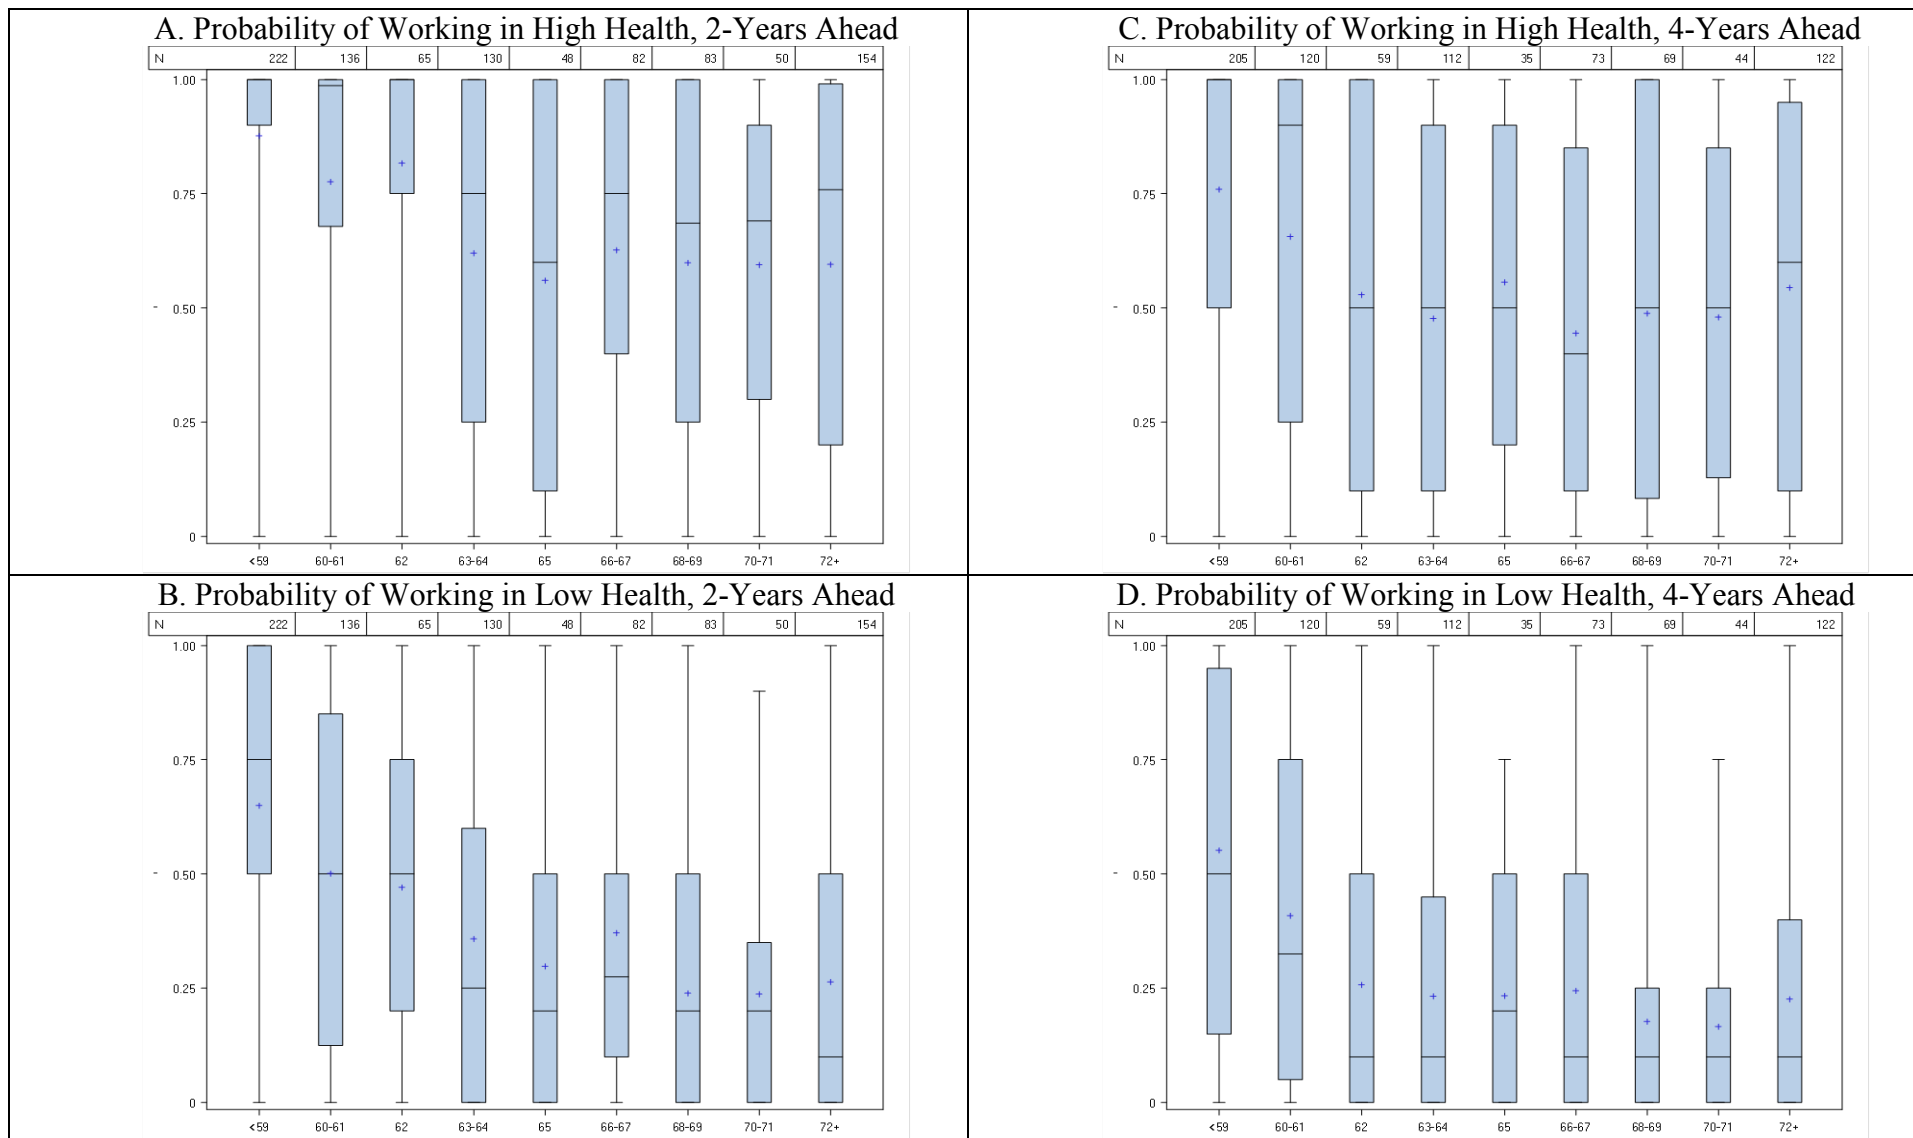 A. Probability of Working in High Health, 2-Years Ahead
N 222 136 65 130 48 82 83 50 154
1.00
0.75
0.50
0.25
0
<59 60-61 62 63-64 65 66-67 68-69 70-71 72+
C. Probability of Working in High Health, 4-Years Ahead
N 205 120 59 112 35 73 69 44 122
1.00
0.75
0.50
0.25
0
<59 60-61 62 63-64 65 66-67 68-69 70-71 72+
B. Probability of Working in Low Health, 2-Years Ahead
N 222 136 65 130 48 82 83 50 154
1.00
0.75
0.50
0.25
0
<59 60-61 62 63-64 65 66-67 68-69 70-71 72+
D. Probability of Working in Low Health, 4-Years Ahead
N 205 120 59 112 35 73 69 44 122
1.00
0.75
0.50
0.25
0
<59 60-61 62 63-64 65 66-67 68-69 70-71 72+